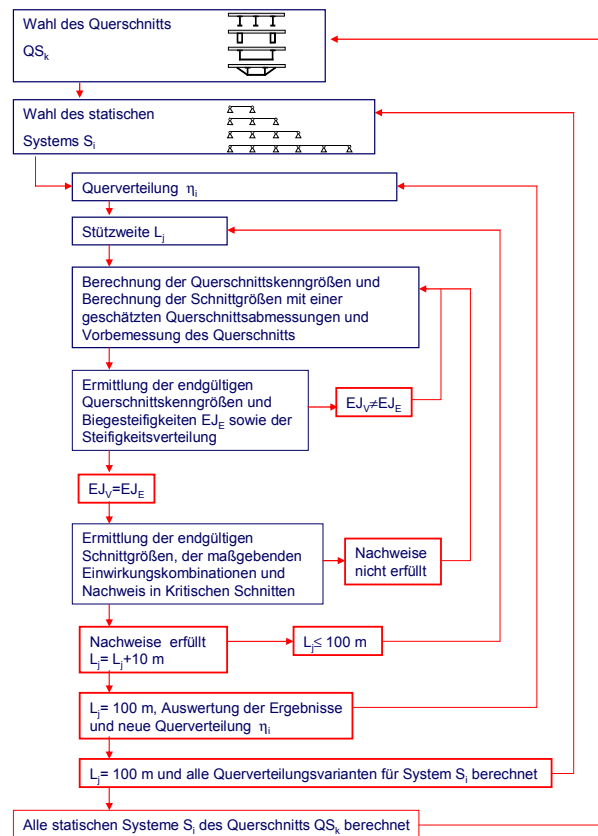 Wahl des Querschnitts
QSk
Wahl des statischen
Systems Si
Querverteilung ηi
Stützweite Lj
Berechnung der Querschnittskenngrößen und
Berechnung der Schnittgrößen mit einer
geschätzten Querschnittsabmessungen und
Vorbemessung des Querschnitts
Ermittlung der endgültigen
Querschnittskenngrößen und
Biegesteifigkeiten EJE sowie der
Steifigkeitsverteilung
EJV≠EJE
EJV=EJE
Ermittlung der endgültigen
Schnittgrößen, der maßgebenden
Einwirkungskombinationen und
Nachweis in Kritischen Schnitten
Nachweise
nicht erfüllt
Nachweise erfüllt
Lj= Lj+10 m
Lj≤ 100 m
Lj= 100 m, Auswertung der Ergebnisse
und neue Querverteilung ηi
Lj= 100 m und alle Querverteilungsvarianten für System Si berechnet
Alle statischen Systeme Si des Querschnitts QSk berechnet